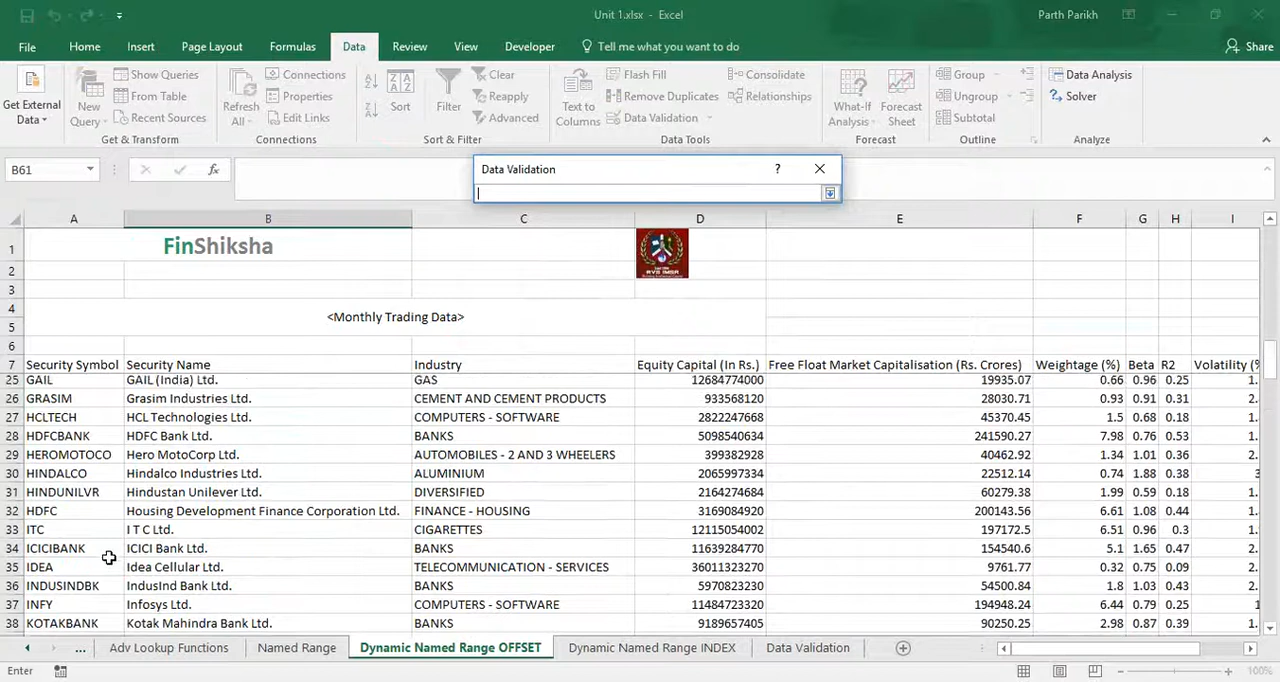 Unit 1.xlsx - Excel
Parth Parikh
File Home Insert Page Layout Formulas Data Review View Developer Tell me what you want to do Share
Get External Data
New Query
Show Queries
From Table
Recent Sources
Get & Transform
Refresh All
Connections
Properties
Edit Links
Connections
Sort
Filter
Clear
Reapply
Advanced
Sort & Filter
Text to Columns
Flash Fill
Remove Duplicates
Data Validation
Consolidate
Relationships
Data Tools
What-If Analysis
Forecast Sheet
Forecast
Group
Ungroup
Subtotal
Outline
Data Analysis
Solver
Analyze
B61
fx
Data Validation ?
A B C D E F G H I
1 FinShiksha
2
3
4
<Monthly Trading Data>
5
6
7 Security Symbol Security Name Industry Equity Capital (In Rs.) Free Float Market Capitalisation (Rs. Crores) Weightage (%) Beta R2 Volatility (%
25 GAIL GAIL (India) Ltd. GAS 12684774000 19935.07 0.66 0.96 0.25 1.
26 GRASIM Grasim Industries Ltd. CEMENT AND CEMENT PRODUCTS 933568120 28030.71 0.93 0.91 0.31 2.
27 HCLTECH HCL Technologies Ltd. COMPUTERS - SOFTWARE 2822247668 45370.45 1.5 0.68 0.18 1.
28 HDFCBANK HDFC Bank Ltd. BANKS 5098540634 241590.27 7.98 0.76 0.53 1.
29 HEROMOTOCO Hero MotoCorp Ltd. AUTOMOBILES - 2 AND 3 WHEELERS 399382928 40462.92 1.34 1.01 0.36 2.
30 HINDALCO Hindalco Industries Ltd. ALUMINIUM 2065997334 22512.14 0.74 1.88 0.38 3
31 HINDUNILVR Hindustan Unilever Ltd. DIVERSIFIED 2164274684 60279.38 1.99 0.59 0.18 1.
32 HDFC Housing Development Finance Corporation Ltd. FINANCE - HOUSING 3169084920 200143.56 6.61 1.08 0.44 1.
33 ITC I T C Ltd. CIGARETTES 12115054002 197172.5 6.51 0.96 0.3 1.
34 ICICIBANK ICICI Bank Ltd. BANKS 11639284770 154540.6 5.1 1.65 0.47 2.
35 IDEA Idea Cellular Ltd. TELECOMMUNICATION - SERVICES 36011323270 9761.77 0.32 0.75 0.09 2.
36 INDUSINDBK IndusInd Bank Ltd. BANKS 5970823230 54500.84 1.8 1.03 0.43 2.
37 INFY Infosys Ltd. COMPUTERS - SOFTWARE 11484723320 194948.24 6.44 0.79 0.25 1
38 KOTAKBANK Kotak Mahindra Bank Ltd. BANKS 9189657405 90250.25 2.98 0.87 0.39 1.
... Adv Lookup Functions Named Range Dynamic Named Range OFFSET Dynamic Named Range INDEX Data Validation
Enter
100%